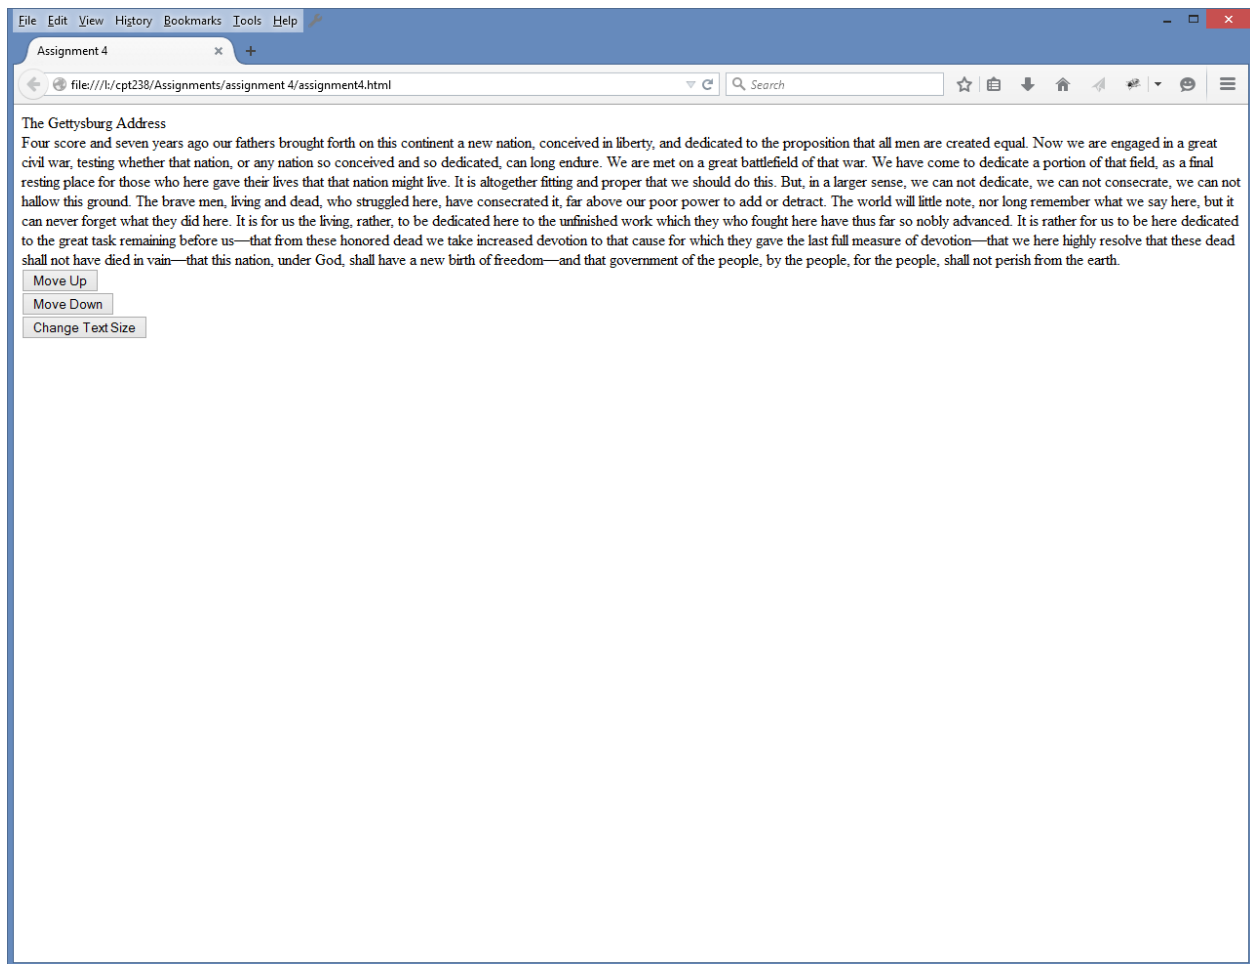 File Edit View History Bookmarks Tools Help
Assignment 4
file:///I:/cpt238/Assignments/assignment 4/assignment4.html
Search
The Gettysburg Address
Four score and seven years ago our fathers brought forth on this continent a new nation, conceived in liberty, and dedicated to the proposition that all men are created equal. Now we are engaged in a great
civil war, testing whether that nation, or any nation so conceived and so dedicated, can long endure. We are met on a great battlefield of that war. We have come to dedicate a portion of that field, as a final
resting place for those who here gave their lives that that nation might live. It is altogether fitting and proper that we should do this. But, in a larger sense, we can not dedicate, we can not consecrate, we can not
hallow this ground. The brave men, living and dead, who struggled here, have consecrated it, far above our poor power to add or detract. The world will little note, nor long remember what we say here, but it
can never forget what they did here. It is for us the living, rather, to be dedicated here to the unfinished work which they who fought here have thus far so nobly advanced. It is rather for us to be here dedicated
to the great task remaining before us—that from these honored dead we take increased devotion to that cause for which they gave the last full measure of devotion—that we here highly resolve that these dead
shall not have died in vain—that this nation, under God, shall have a new birth of freedom—and that government of the people, by the people, for the people, shall not perish from the earth.
Move Up
Move Down
Change Text Size